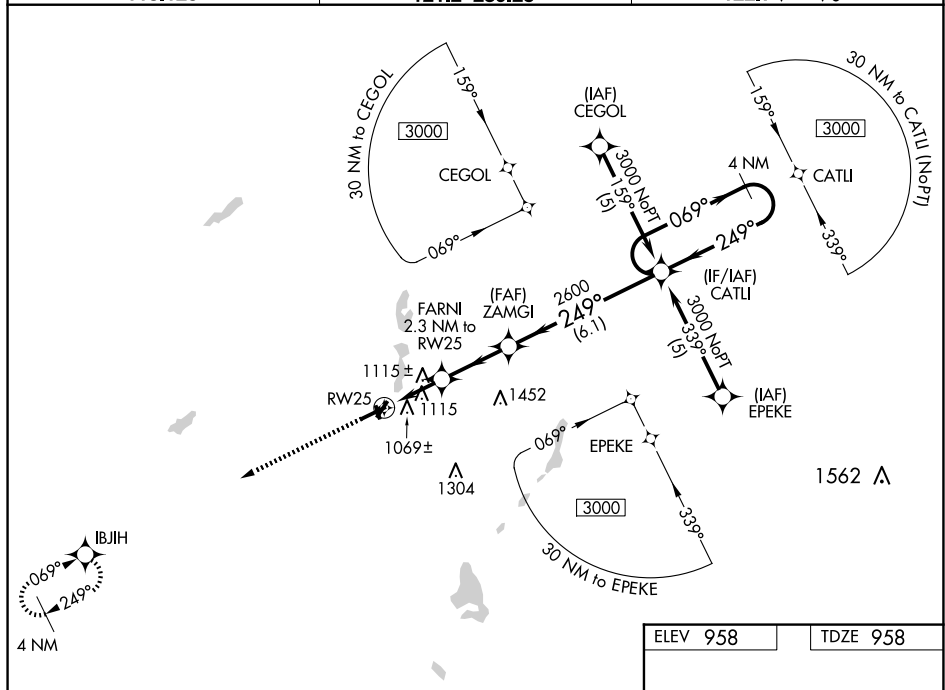 30 NM to CEGOL
159°
3000
CEGOL
069°
(IAF)
CEGOL
3000 NoPT
159°
(5)
4 NM
069°
249°
(IF/IAF)
CATLI
30 NM to CATLI (NoPT)
159°
3000
CATLI
339°
(FAF)
ZAMGI
2600
249°
(6.1)
FARNI
2.3 NM to
RW25
3000 NoPT
339°
(5)
(IAF)
EPEKE
1115±
RW25
1115
1069±
1452
1304
069°
EPEKE
3000
339°
30 NM to EPEKE
1562
IBJIH
069°
249°
4 NM
ELEV 958
TDZE 958